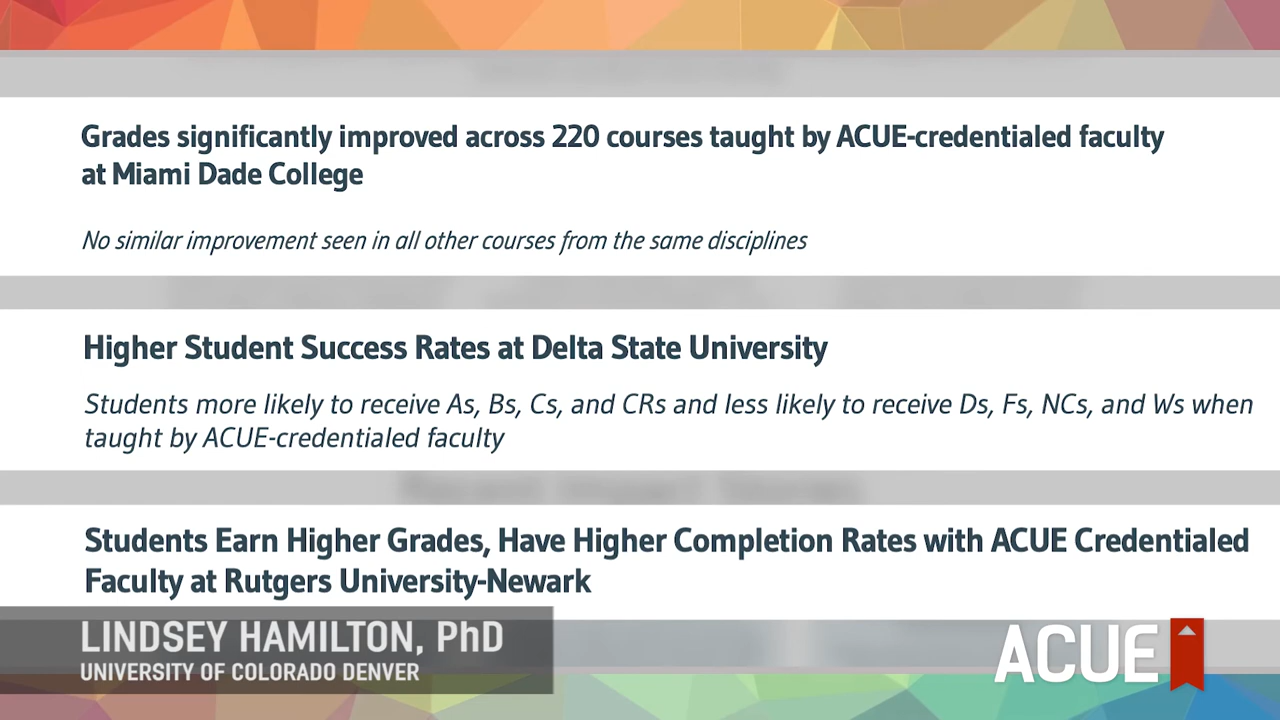 Grades significantly improved across 220 courses taught by ACUE-credentialed faculty
at Miami Dade College
No similar improvement seen in all other courses from the same disciplines
Higher Student Success Rates at Delta State University
Students more likely to receive As, Bs, Cs, and CRs and less likely to receive Ds, Fs, NCs, and Ws when
taught by ACUE-credentialed faculty
Recent Impact Stories
Students Earn Higher Grades, Have Higher Completion Rates with ACUE Credentialed
Faculty at Rutgers University-Newark
LINDSEY HAMILTON, PhD
UNIVERSITY OF COLORADO DENVER
ACUE